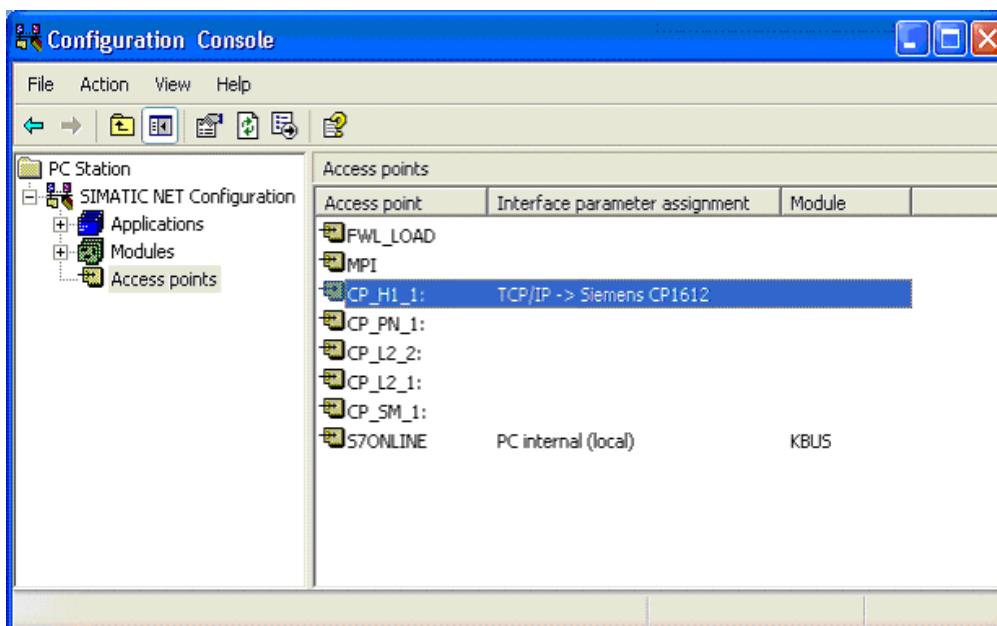 Configuration Console
File Action View Help
PC Station
SIMATIC NET Configuration
Applications
Modules
Access points
Access points
Access point Interface parameter assignment Module
FWL_LOAD
MPI
CP_H1_1: TCP/IP -> Siemens CP1612
CP_PN_1:
CP_L2_2:
CP_L2_1:
CP_SM_1:
S7ONLINE PC internal (local) KBUS